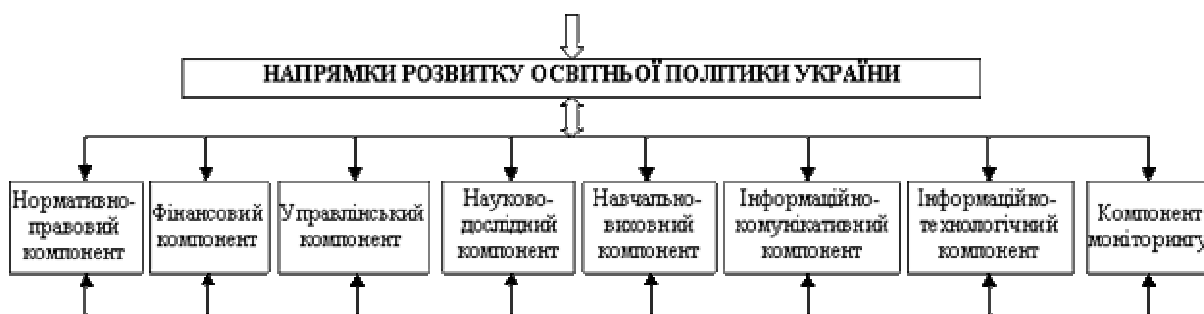 НАПРЯМКИ РОЗВИТКУ ОСВІТНЬОЇ ПОЛІТИКИ УКРАЇНИ
Нормативно-
правовий
компонент
Фінансовий
компонент
Управлінський
компонент
Науково-
дослідний
компонент
Навчально-
виховний
компонент
Інформаційно-
комунікативний
компонент
Інформаційно-
технологічний
компонент
Компонент
моніторингу